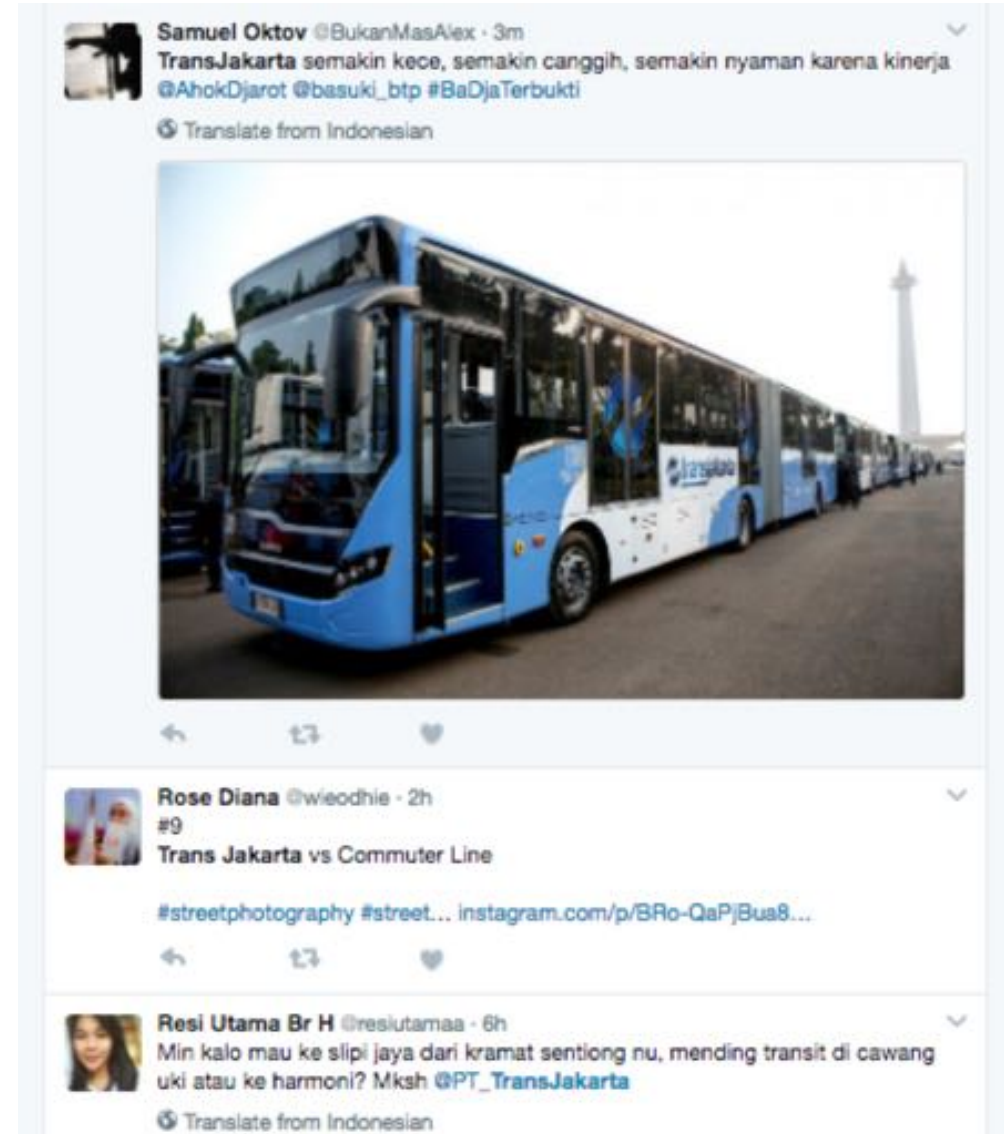 Samuel Oktov @BukanMasAlex · 3m
TransJakarta semakin kece, semakin canggih, semakin nyaman karena kinerja
@AhokDjarot @basuki_btp #BaDjaTerbukti
Translate from Indonesian
transjakarta
Rose Diana @wieodhie · 2h
#9
Trans Jakarta vs Commuter Line
#streetphotography #street... instagram.com/p/BRo-QaPjBua8...
Resi Utama Br H @resiutamaa · 6h
Min kalo mau ke slipi jaya dari kramat sentiong nu, mending transit di cawang
uki atau ke harmoni? Mksh @PT_TransJakarta
Translate from Indonesian